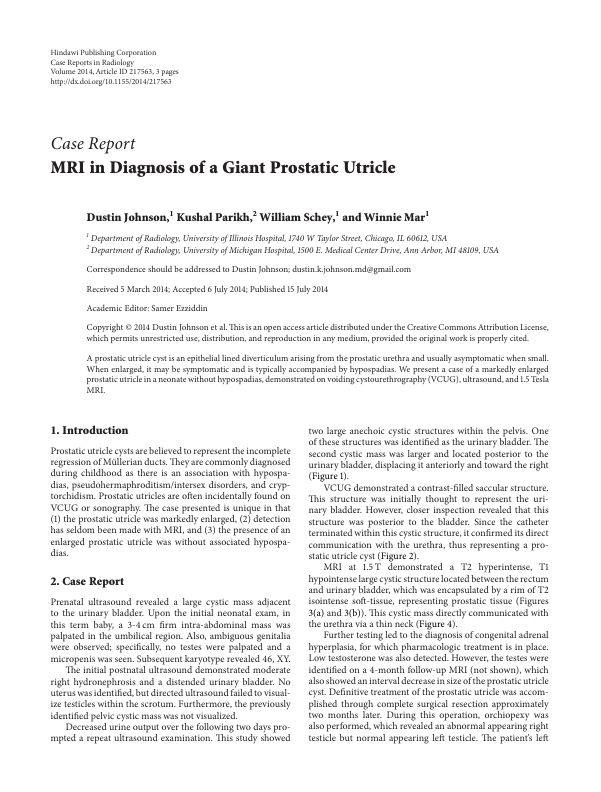 Hindawi Publishing Corporation
Case Reports in Radiology
Volume 2014, Article ID 217563, 3 pages
http://dx.doi.org/10.1155/2014/217563
Case Report
MRI in Diagnosis of a Giant Prostatic Utricle
Dustin Johnson,1 Kushal Parikh,2 William Schey,1 and Winnie Mar1
1 Department of Radiology, University of Illinois Hospital, 1740 W Taylor Street, Chicago, IL 60612, USA
2 Department of Radiology, University of Michigan Hospital, 1500 E. Medical Center Drive, Ann Arbor, MI 48109, USA
Correspondence should be addressed to Dustin Johnson; dustin.k.johnson.md@gmail.com
Received 5 March 2014; Accepted 6 July 2014; Published 15 July 2014
Academic Editor: Samer Ezziddin
Copyright © 2014 Dustin Johnson et al. This is an open access article distributed under the Creative Commons Attribution License,
which permits unrestricted use, distribution, and reproduction in any medium, provided the original work is properly cited.
A prostatic utricle cyst is an epithelial lined diverticulum arising from the prostatic urethra and usually asymptomatic when small.
When enlarged, it may be symptomatic and is typically accompanied by hypospadias. We present a case of a markedly enlarged
prostatic utricle in a neonate without hypospadias, demonstrated on voiding cystourethrography (VCUG), ultrasound, and 1.5 Tesla
MRI.
1. Introduction
Prostatic utricle cysts are believed to represent the incomplete
regression of Müllerian ducts. They are commonly diagnosed
during childhood as there is an association with hypospa-
dias, pseudohermaphroditism/intersex disorders, and cryp-
torchidism. Prostatic utricles are often incidentally found on
VCUG or sonography. The case presented is unique in that
(1) the prostatic utricle was markedly enlarged, (2) detection
has seldom been made with MRI, and (3) the presence of an
enlarged prostatic utricle was without associated hypospa-
dias.
2. Case Report
Prenatal ultrasound revealed a large cystic mass adjacent
to the urinary bladder. Upon the initial neonatal exam, in
this term baby, a 3-4 cm firm intra-abdominal mass was
palpated in the umbilical region. Also, ambiguous genitalia
were observed; specifically, no testes were palpated and a
micropenis was seen. Subsequent karyotype revealed 46, XY.
The initial postnatal ultrasound demonstrated moderate
right hydronephrosis and a distended urinary bladder. No
uterus was identified, but directed ultrasound failed to visual-
ize testicles within the scrotum. Furthermore, the previously
identified pelvic cystic mass was not visualized.
Decreased urine output over the following two days pro-
mpted a repeat ultrasound examination. This study showed
two large anechoic cystic structures within the pelvis. One
of these structures was identified as the urinary bladder. The
second cystic mass was larger and located posterior to the
urinary bladder, displacing it anteriorly and toward the right
(Figure 1).
VCUG demonstrated a contrast-filled saccular structure.
This structure was initially thought to represent the uri-
nary bladder. However, closer inspection revealed that this
structure was posterior to the bladder. Since the catheter
terminated within this cystic structure, it confirmed its direct
communication with the urethra, thus representing a pro-
static utricle cyst (Figure 2).
MRI at 1.5 T demonstrated a T2 hyperintense, T1
hypointense large cystic structure located between the rectum
and urinary bladder, which was encapsulated by a rim of T2
isointense soft-tissue, representing prostatic tissue (Figures
3(a) and 3(b)). This cystic mass directly communicated with
the urethra via a thin neck (Figure 4).
Further testing led to the diagnosis of congenital adrenal
hyperplasia, for which pharmacologic treatment is in place.
Low testosterone was also detected. However, the testes were
identified on a 4-month follow-up MRI (not shown), which
also showed an interval decrease in size of the prostatic utricle
cyst. Definitive treatment of the prostatic utricle was accom-
plished through complete surgical resection approximately
two months later. During this operation, orchiopexy was
also performed, which revealed an abnormal appearing right
testicle but normal appearing left testicle. The patient's left